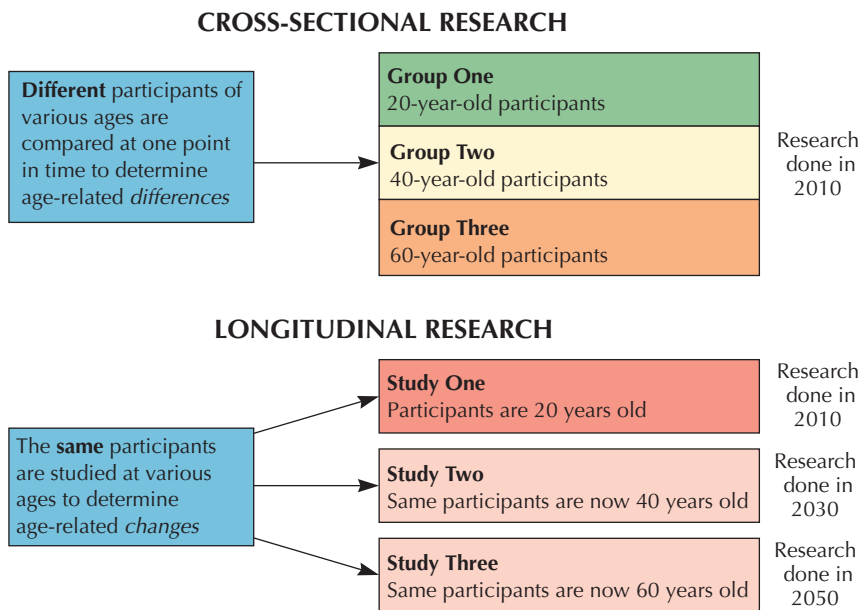 CROSS-SECTIONAL RESEARCH
Different participants of
various ages are
compared at one point
in time to determine
age-related differences
Group One
20-year-old participants
Group Two
40-year-old participants
Group Three
60-year-old participants
Research
done in
2010
LONGITUDINAL RESEARCH
The same participants
are studied at various
ages to determine
age-related changes
Study One
Participants are 20 years old
Research
done in
2010
Study Two
Same participants are now 40 years old
Research
done in
2030
Study Three
Same participants are now 60 years old
Research
done in
2050